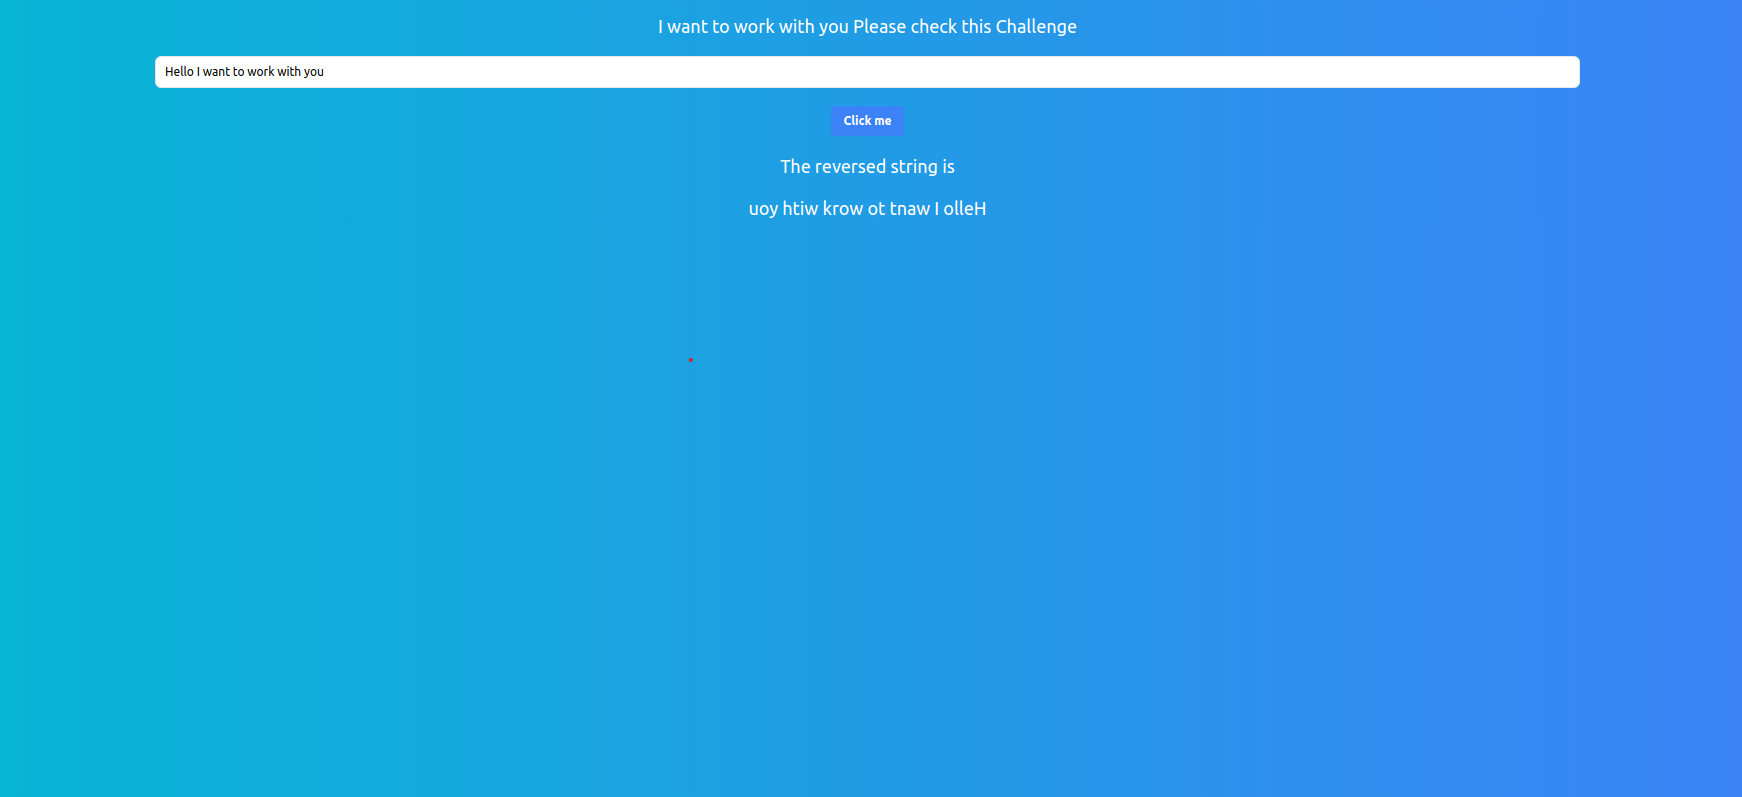 I want to work with you Please check this Challenge
Hello I want to work with you
Click me
The reversed string is
uoy htiw krow ot tnaw I olleH